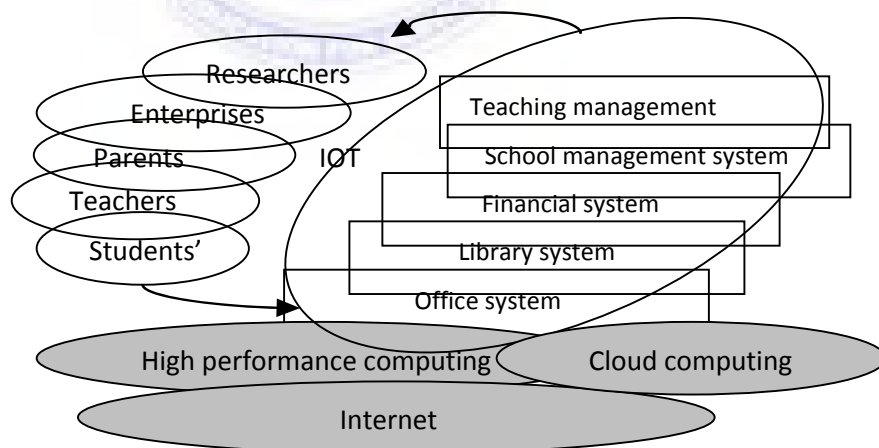 Researchers
Enterprises
Parents
Teachers
Students’
IOT
Teaching management
School management system
Financial system
Library system
Office system
High performance computing
Cloud computing
Internet